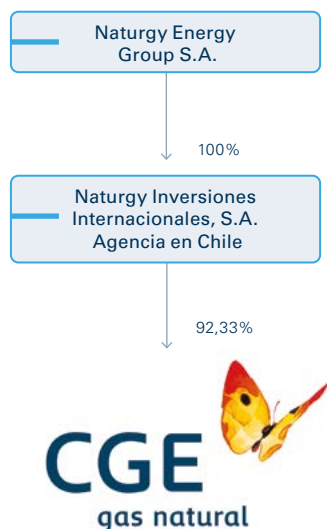 Naturgy Energy
Group S.A.
100%
Naturgy Inversiones
Internacionales, S.A.
Agencia en Chile
92,33%
CGE
gas natural